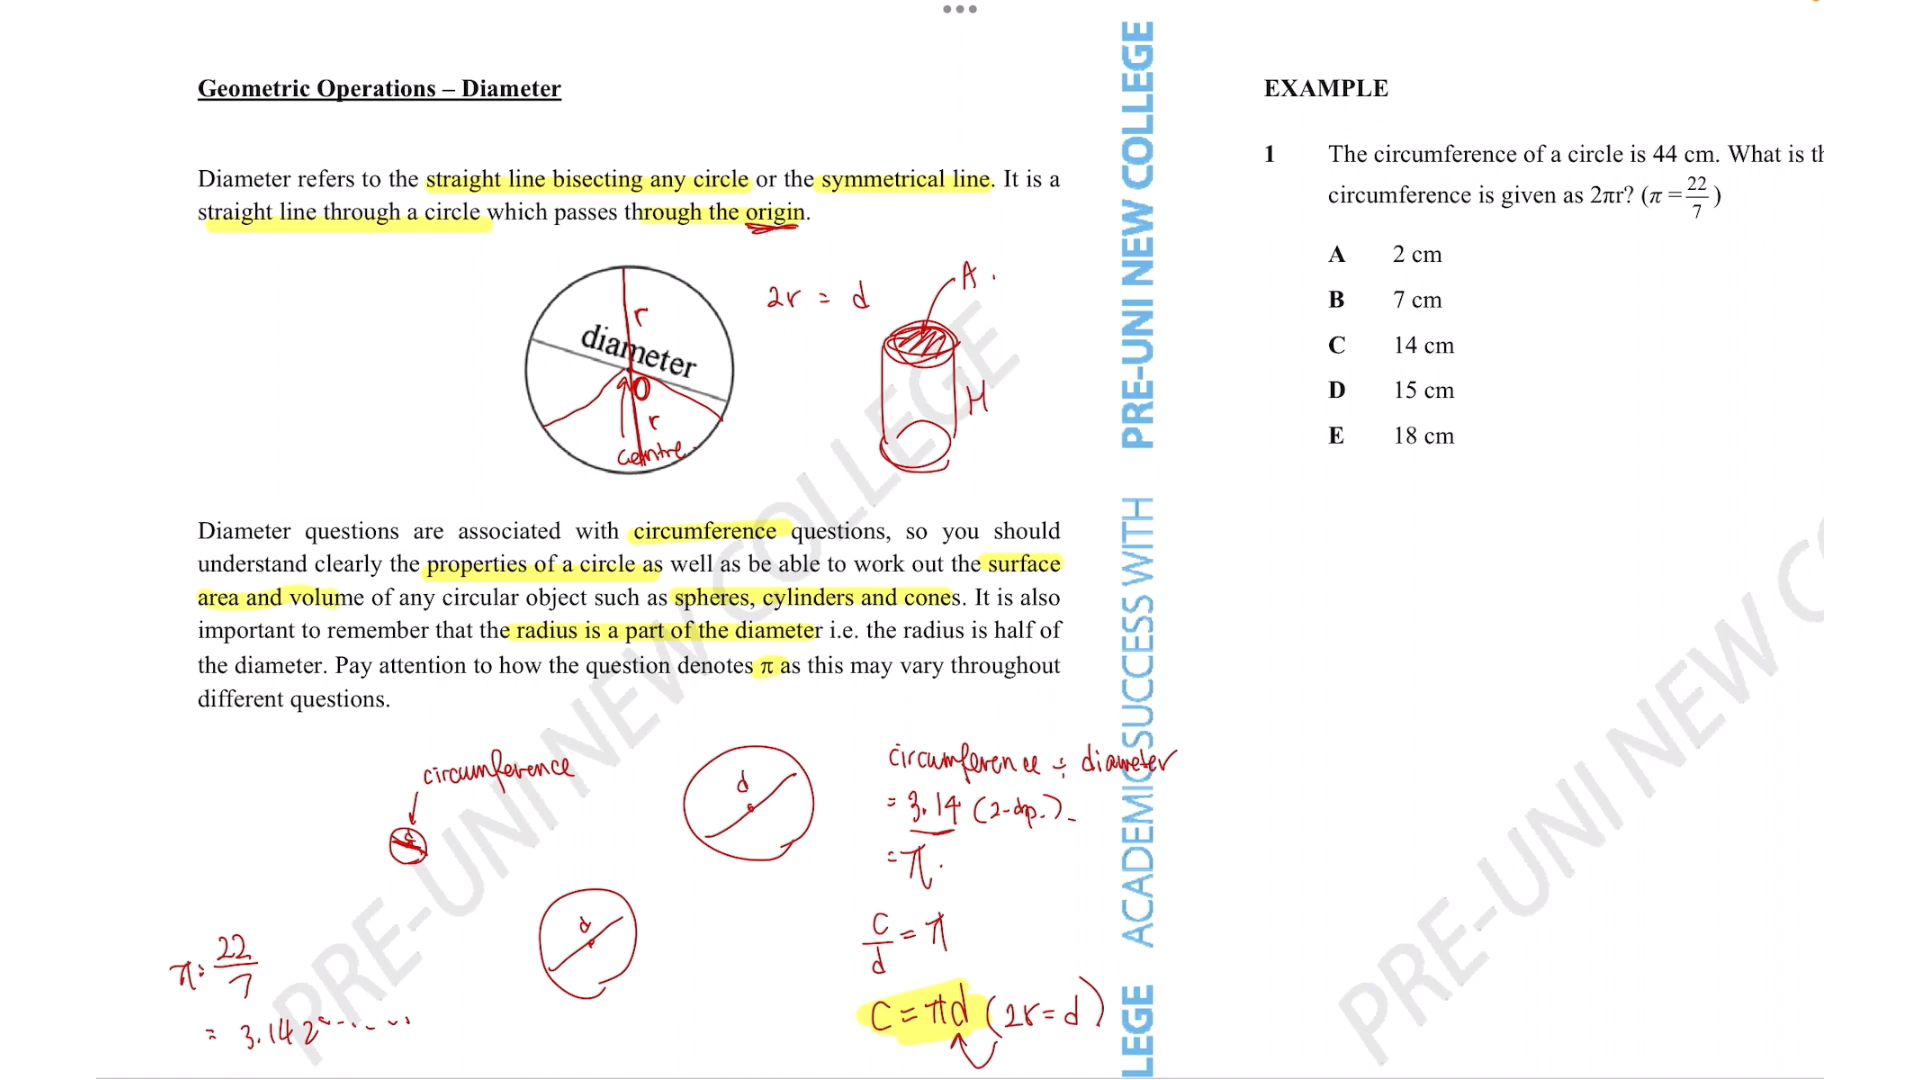 Geometric Operations – Diameter
Diameter refers to the straight line bisecting any circle or the symmetrical line. It is a
straight line through a circle which passes through the origin.
r
diameter
O
r
centre
2r = d
A.
H
Diameter questions are associated with circumference questions, so you should
understand clearly the properties of a circle as well as be able to work out the surface
area and volume of any circular object such as spheres, cylinders and cones. It is also
important to remember that the radius is a part of the diameter i.e. the radius is half of
the diameter. Pay attention to how the question denotes π as this may vary throughout
different questions.
circumference
d
d
d
circumference ÷ diameter
= 3.14 (2-dp.)
= π.
C/d = π
C = πd (2r = d)
π = 22/7
= 3.142......
PRE-UNI NEW COLLEGE
LEGE ACADEMIC SUCCESS WITH PRE-UNI NEW COLLEGE
EXAMPLE
1 The circumference of a circle is 44 cm. What is th
circumference is given as 2πr? (π = 22/7)
A 2 cm
B 7 cm
C 14 cm
D 15 cm
E 18 cm
PRE-UNI NEW CO